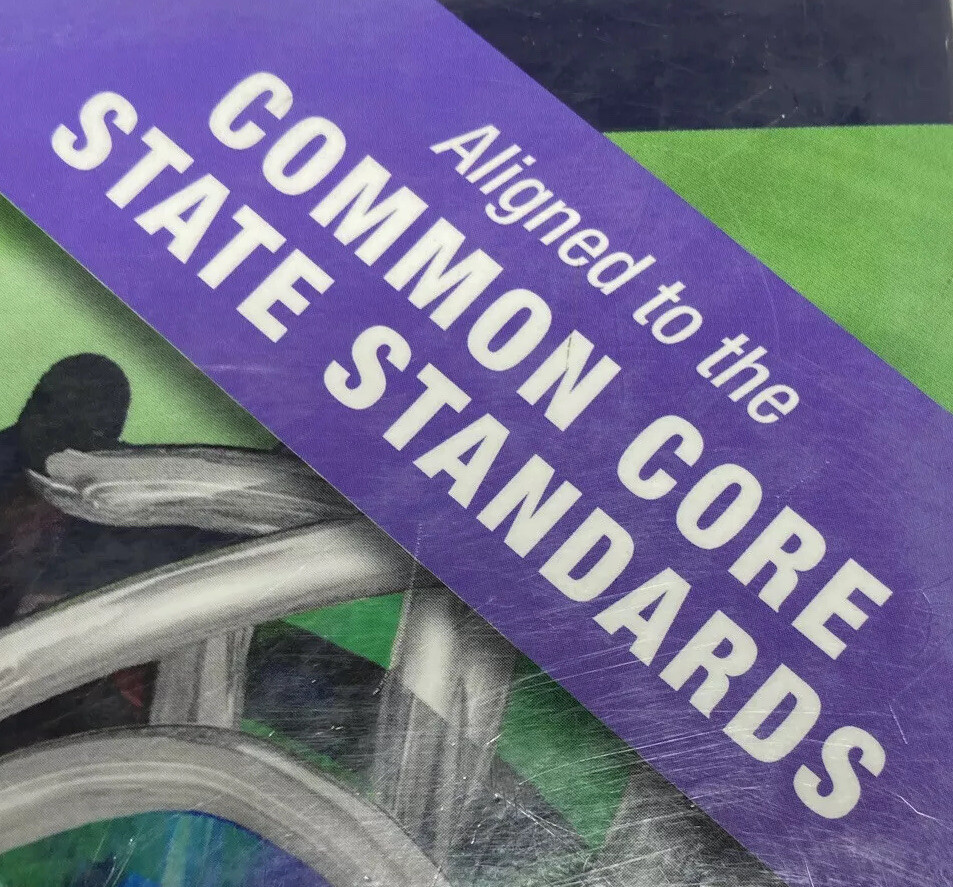 Aligned to the
COMMON CORE
STATE STANDARDS